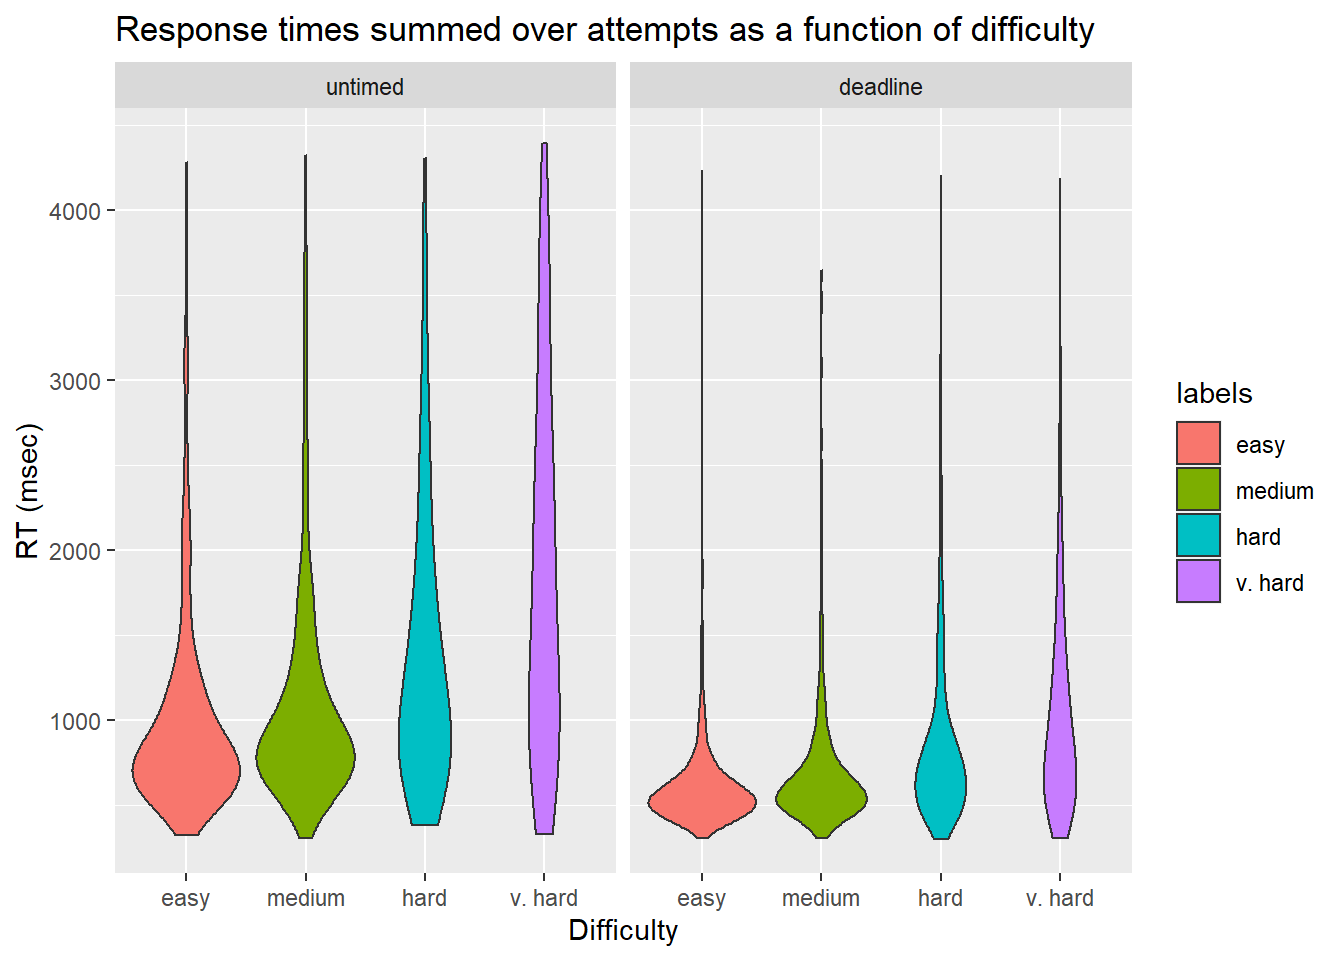 Response times summed over attempts as a function of difficulty
untimed
deadline
RT (msec)
4000
3000
2000
1000
easy medium hard v. hard
easy medium hard v. hard
Difficulty
labels
easy
medium
hard
v. hard